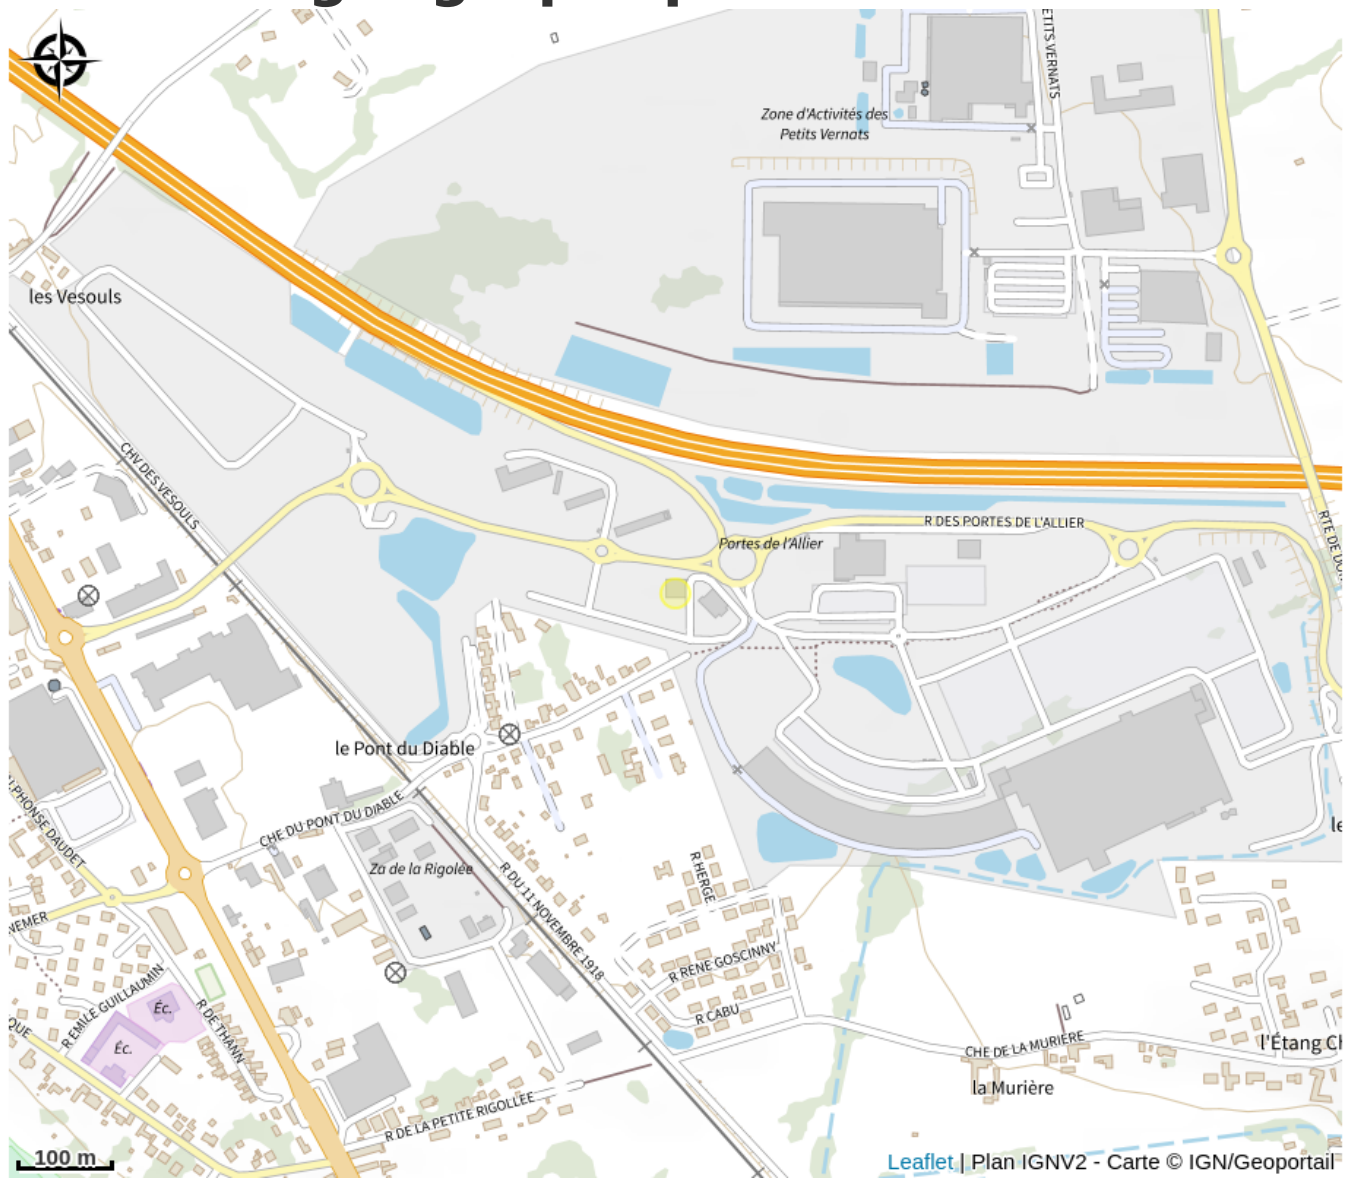 ETITS VERNATS
Zone d'Activités des
Petits Vernats
les Vesouls
CHV DES VESOULS
R DES PORTES DE L'ALLIER
Portes de l'Allier
le Pont du Diable
CHE DU PONT DU DIABLE
PHONSE DAUDET
Za de la Rigolée
R DU 11 NOVEMBRE 1918
R HERGE
R RENE GOSCINNY
R CABU
NEMER
R EMILE GUILLAUMIN
R DE THANN
Éc.
Éc.
QUE
CHE DE LA MURIERE
la Murière
l'Étang Ch
R DE LA PETITE RIGOLLEE
100 m
Leaflet | Plan IGNV2 - Carte © IGN/Geoportail